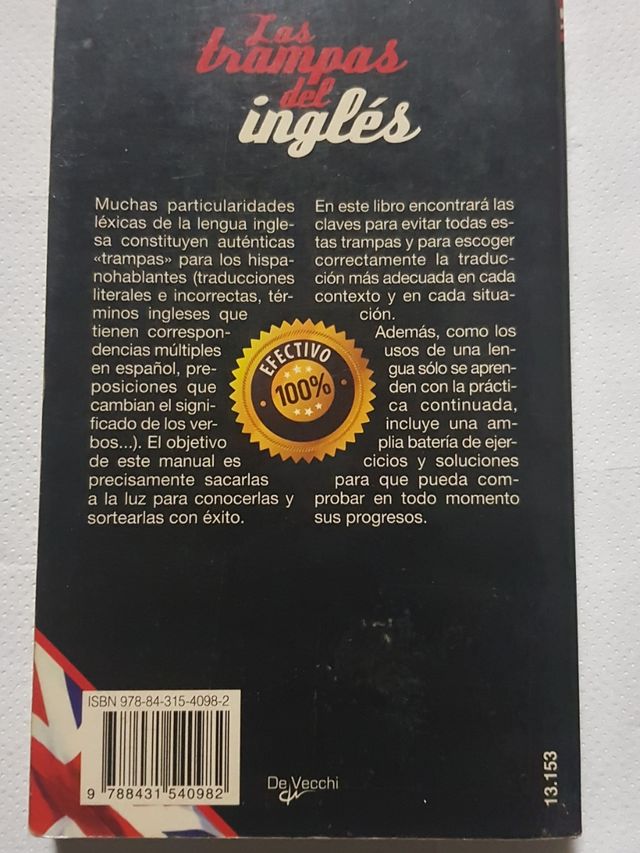 Las
trampas
del
inglés
Muchas particularidades
léxicas de la lengua ingle-
sa constituyen auténticas
«trampas» para los hispa-
nohablantes (traducciones
literales e incorrectas, tér-
minos ingleses que
tienen correspon-
dencias múltiples
en español, pre-
posiciones que
cambian el signi-
ficado de los ver-
bos...). El objetivo
de este manual es
precisamente sacarlas
a la luz para conocerlas y
sortearlas con éxito.
En este libro encontrará las
claves para evitar todas es-
tas trampas y para escoger
correctamente la traduc-
ción más adecuada en cada
contexto y en cada situa-
ción.
Además, como los
usos de una len-
gua sólo se apren-
den con la prácti-
ca continuada,
incluye una am-
plia batería de ejer-
cicios y soluciones
para que pueda com-
probar en todo momento
sus progresos.
EFECTIVO
100%
ISBN 978-84-315-4098-2
9 788431 540982
De Vecchi
13.153